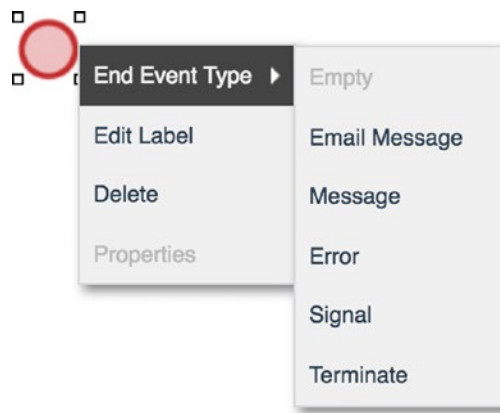 End Event Type
Edit Label
Delete
Properties
Empty
Email Message
Message
Error
Signal
Terminate